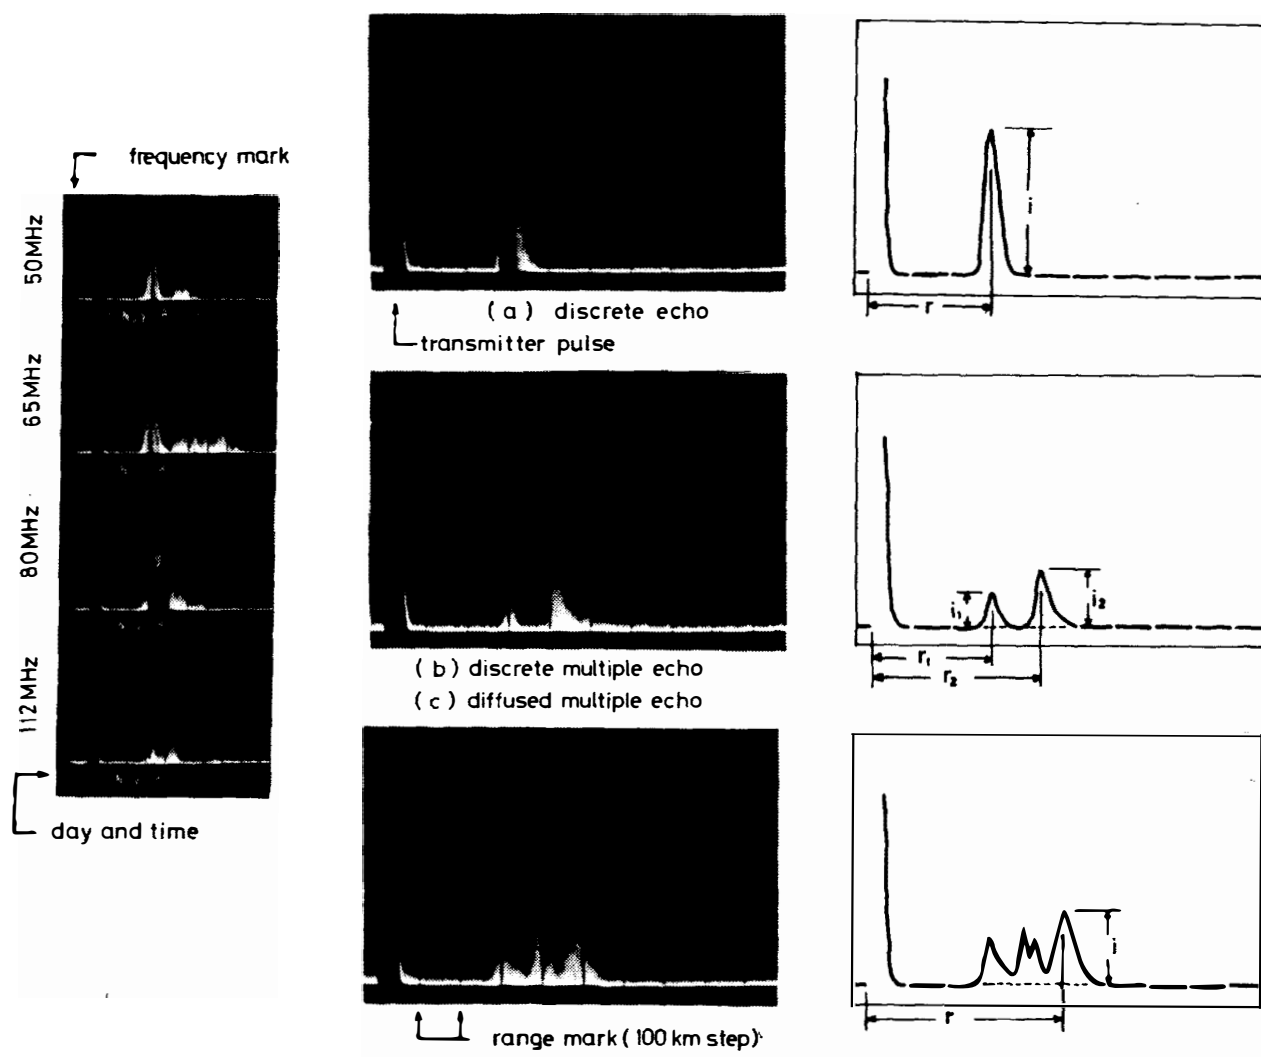 frequency mark
50MHz
65MHz
80MHz
112MHz
day and time
(a) discrete echo
transmitter pulse
(b) discrete multiple echo
(c) diffused multiple echo
range mark (100 km step)
i
r
i₁
i₂
r₁
r₂
i
r